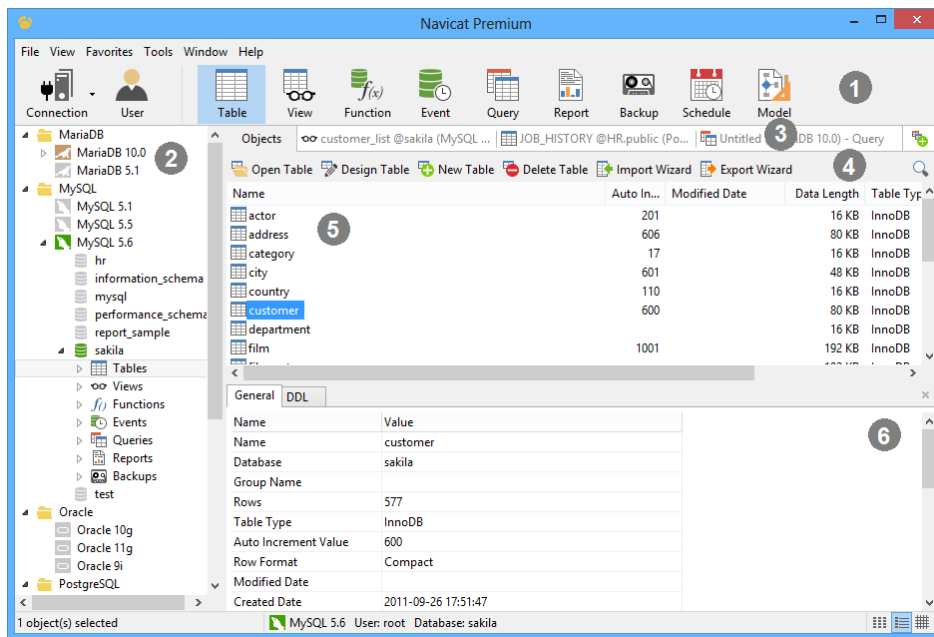 Navicat Premium
File View Favorites Tools Window Help
Connection User Table View Function Event Query Report Backup Schedule Model
1
f(x)
MariaDB
MariaDB 10.0
MariaDB 5.1
2
MySQL
MySQL 5.1
MySQL 5.5
MySQL 5.6
hr
information_schema
mysql
performance_schema
report_sample
sakila
Tables
Views
f() Functions
Events
Queries
Reports
Backups
test
Oracle
Oracle 10g
Oracle 11g
Oracle 9i
PostgreSQL
Objects customer_list @sakila (MySQL ... JOB_HISTORY @HR.public (Po... Untitled DB 10.0) - Query
3
Open Table Design Table New Table Delete Table Import Wizard Export Wizard
4
Name Auto In... Modified Date Data Length Table Typ
actor 201 16 KB InnoDB
address 606 80 KB InnoDB
category 17 16 KB InnoDB
city 601 48 KB InnoDB
country 110 16 KB InnoDB
customer 600 80 KB InnoDB
department 16 KB InnoDB
film 1001 192 KB InnoDB
5
General DDL
Name Value
Name customer
Database sakila
Group Name
Rows 577
Table Type InnoDB
Auto Increment Value 600
Row Format Compact
Modified Date
Created Date 2011-09-26 17:51:47
6
1 object(s) selected MySQL 5.6 User: root Database: sakila